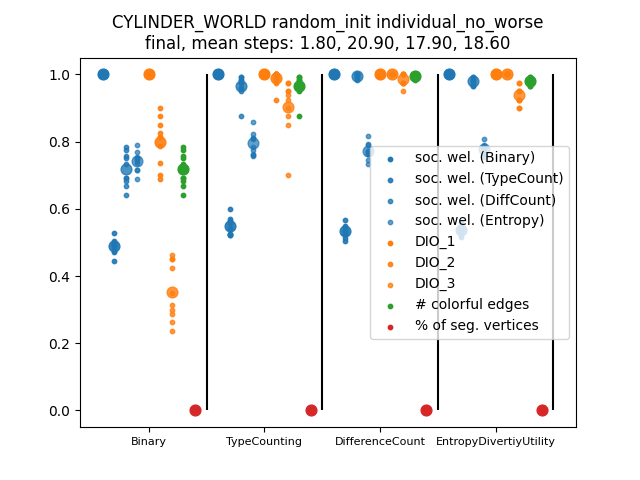 CYLINDER_WORLD random_init individual_no_worse
final, mean steps: 1.80, 20.90, 17.90, 18.60
1.0
0.8
0.6
0.4
0.2
0.0
soc. wel. (Binary)
soc. wel. (TypeCount)
soc. wel. (DiffCount)
soc. wel. (Entropy)
DIO_1
DIO_2
DIO_3
# colorful edges
% of seg. vertices
Binary
TypeCounting
DifferenceCount
EntropyDivertiyUtility